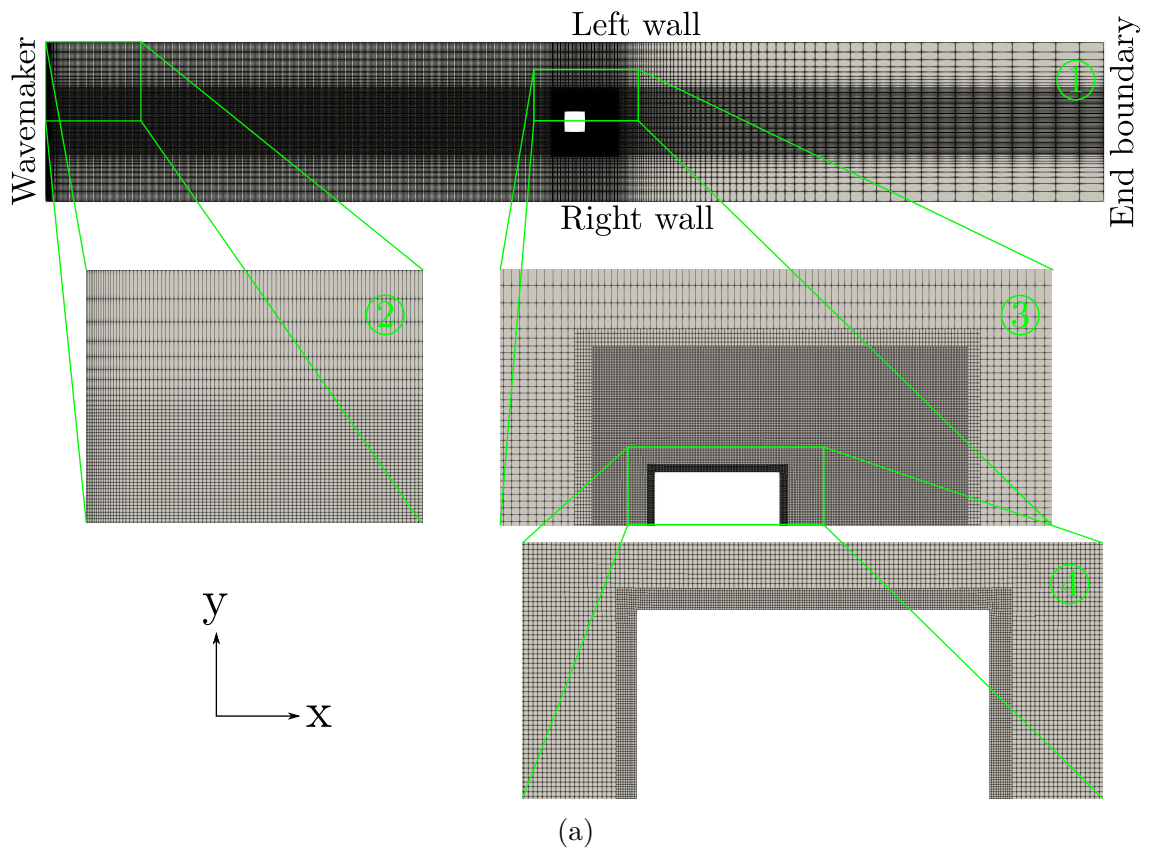 Left wall
Wavemaker
①
End boundary
Right wall
②
③
④
y
x
(a)